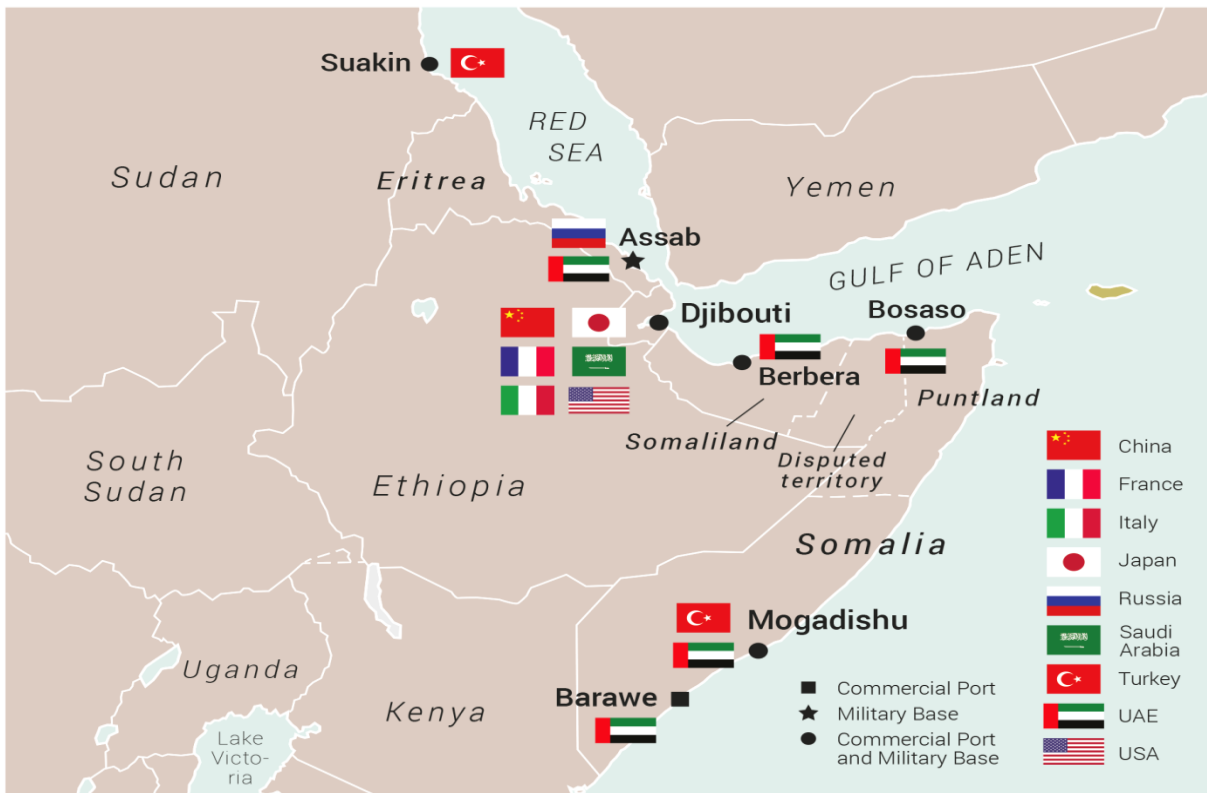 Suakin
RED
SEA
Sudan
Eritrea
Yemen
Assab
GULF OF ADEN
Djibouti
Bosaso
Berbera
Puntland
Somaliland
Disputed
territory
South
Sudan
Ethiopia
Somalia
Mogadishu
Uganda
Barawe
Kenya
Lake
Victo-
ria
China
France
Italy
Japan
Russia
Saudi
Arabia
Turkey
UAE
USA
Commercial Port
Military Base
Commercial Port
and Military Base